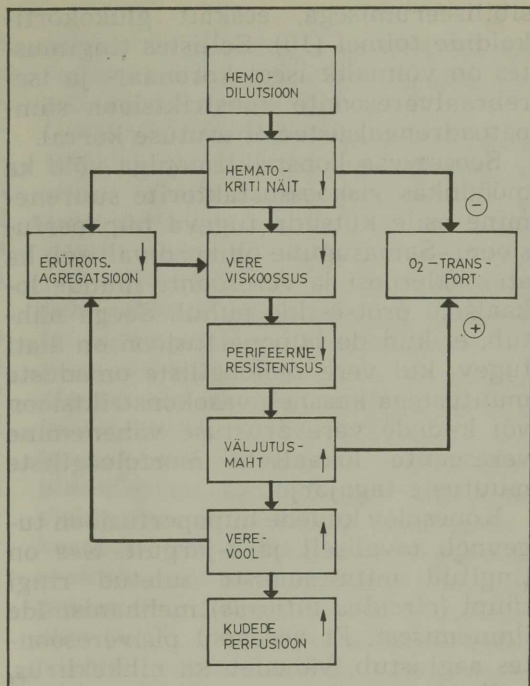 HEMO-
DILUTSIOON
HEMATO-
KRITI NÄIT
ERÜTROTS.
AGREGATSIOON
VERE
VISKOOSSUS
O2-TRANS-
PORT
PERIFEERNE
RESISTENTSUS
VÄLJUTUS-
MAHT
VERE-
VOOL
KUDEDE
PERFUSIOON